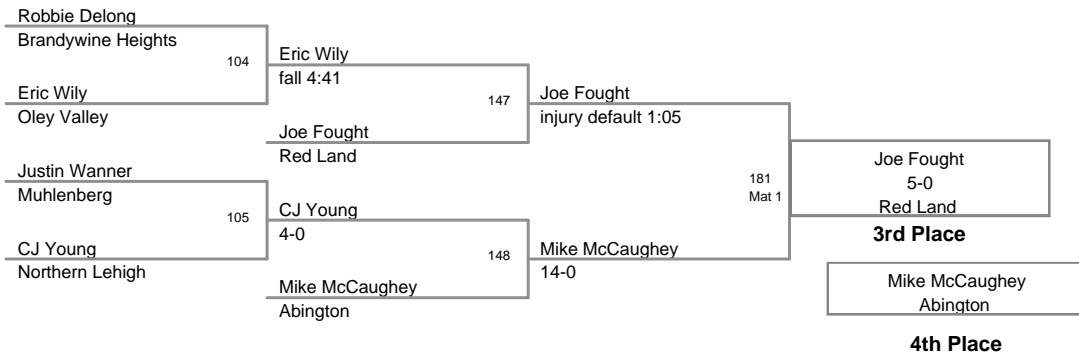 Robbie Delong
Brandywine Heights
104
Eric Wily
fall 4:41
Eric Wily
Oley Valley
147
Joe Fought
injury default 1:05
Joe Fought
Red Land
Justin Wanner
Muhlenberg
181
Mat 1
Joe Fought
5-0
Red Land
3rd Place
105
CJ Young
4-0
CJ Young
Northern Lehigh
148
Mike McCaughey
14-0
Mike McCaughey
Abington
Mike McCaughey
Abington
4th Place